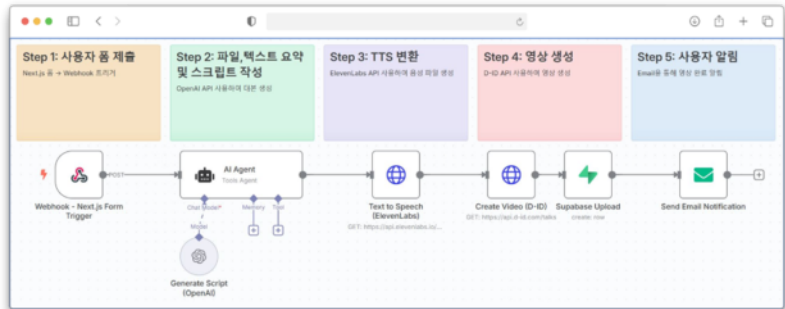 Step 1: 사용자 폼 제출
Next.js 폼 → Webhook 트리거
Step 2: 파일,텍스트 요약
및 스크립트 작성
OpenAI API 사용하여 대본 생성
Step 3: TTS 변환
ElevenLabs API 사용하여 음성 파일 생성
Step 4: 영상 생성
D-ID API 사용하여 영상 생성
Step 5: 사용자 알림
Email을 통해 영상 완료 알림
POST
Webhook - Next.js Form
Trigger
AI Agent
Tools Agent
Chat Model*
Memory
Tool
Model
Generate Script
(OpenAI)
Text to Speech
(ElevenLabs)
GET: https://api.elevenlabs.io/...
Create Video (D-ID)
GET: https://api.d-id.com/talks
Supabase Upload
create: row
Send Email Notification